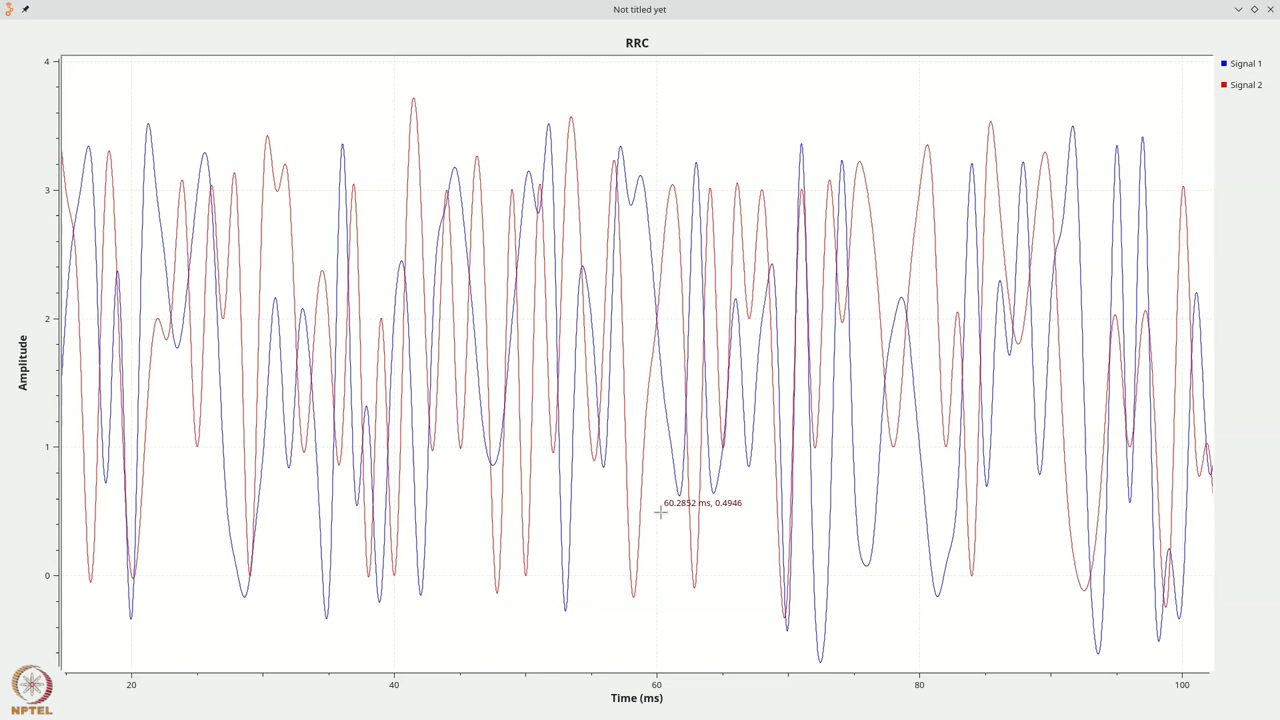 Not titled yet
RRC
Signal 1
Signal 2
4
3
2
1
0
Amplitude
60.2852 ms, 0.4946
20
40
60
80
100
Time (ms)
NPTEL